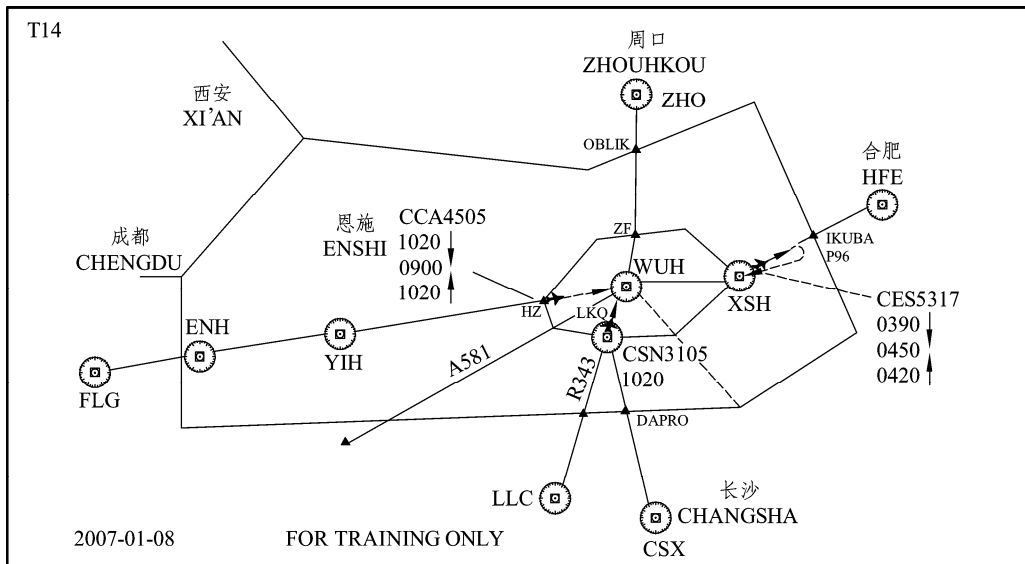 T14
周口
ZHOUHKOU
ZHO
西安
XI'AN
OBLIK
合肥
HFE
恩施
ENSHI
CCA4505
1020
0900
1020
成都
CHENGDU
ZF
IKUBA
P96
WUH
XSH
CES5317
0390
0450
0420
HZ
LKQ
ENH
YIH
A581
CSN3105
1020
FLG
R343
DAPRO
LLC
长沙
CHANGSHA
CSX
2007-01-08
FOR TRAINING ONLY